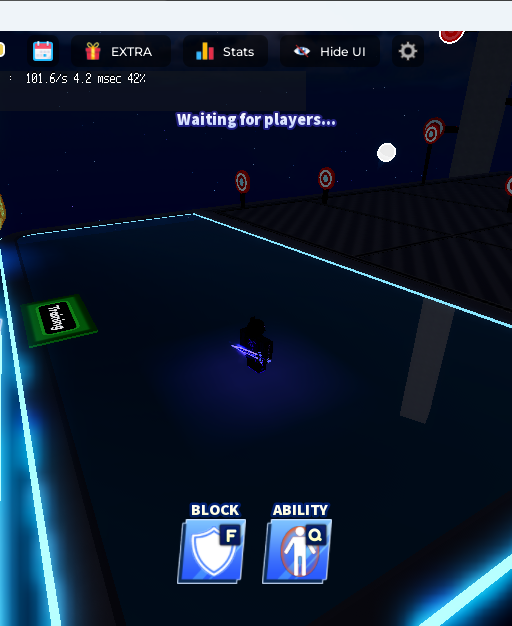 EXTRA
Stats
Hide UI
: 101.6/s 4.2 msec 42%
Waiting for players...
Training
BLOCK
ABILITY
F
Q